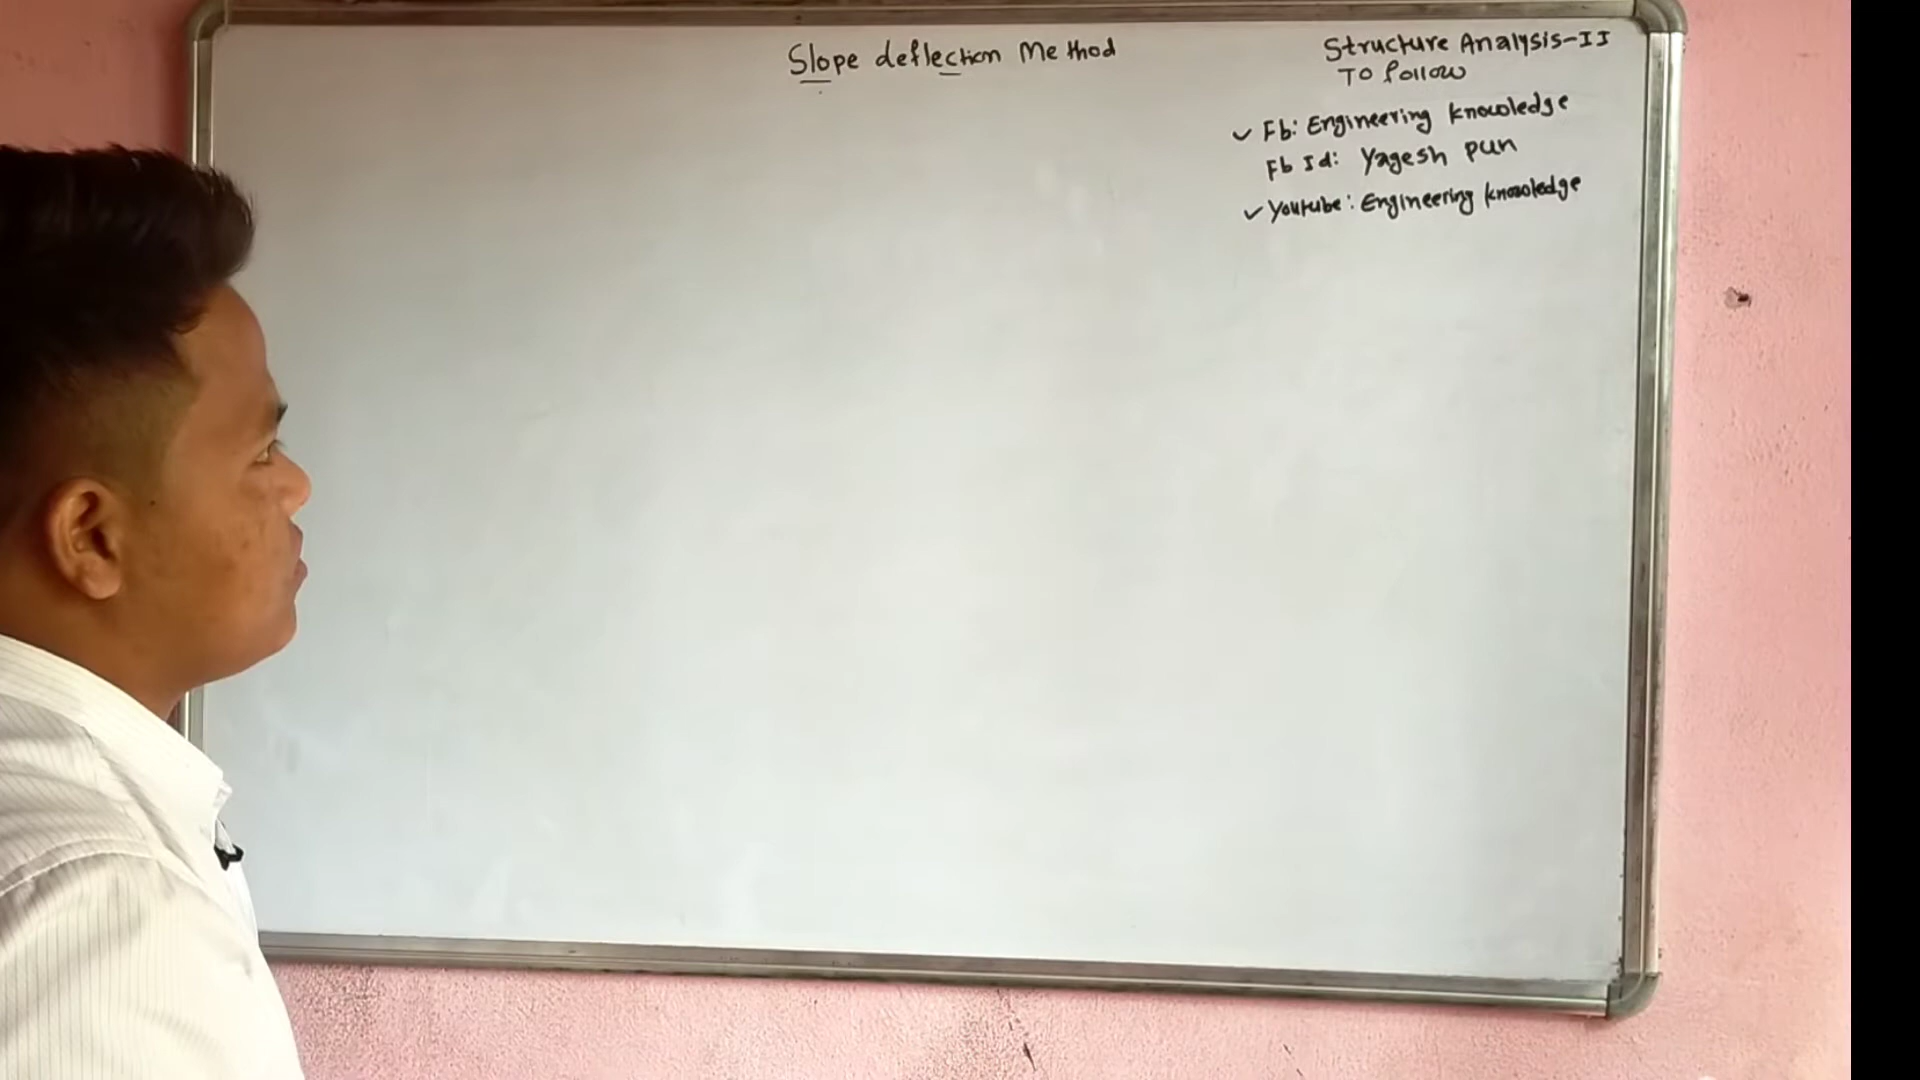 Slope deflection Method
Structure Analysis-II
To follow
✓ Fb: Engineering knowledge
Fb Id: Yagesh pun
✓ Youtube: Engineering knowledge